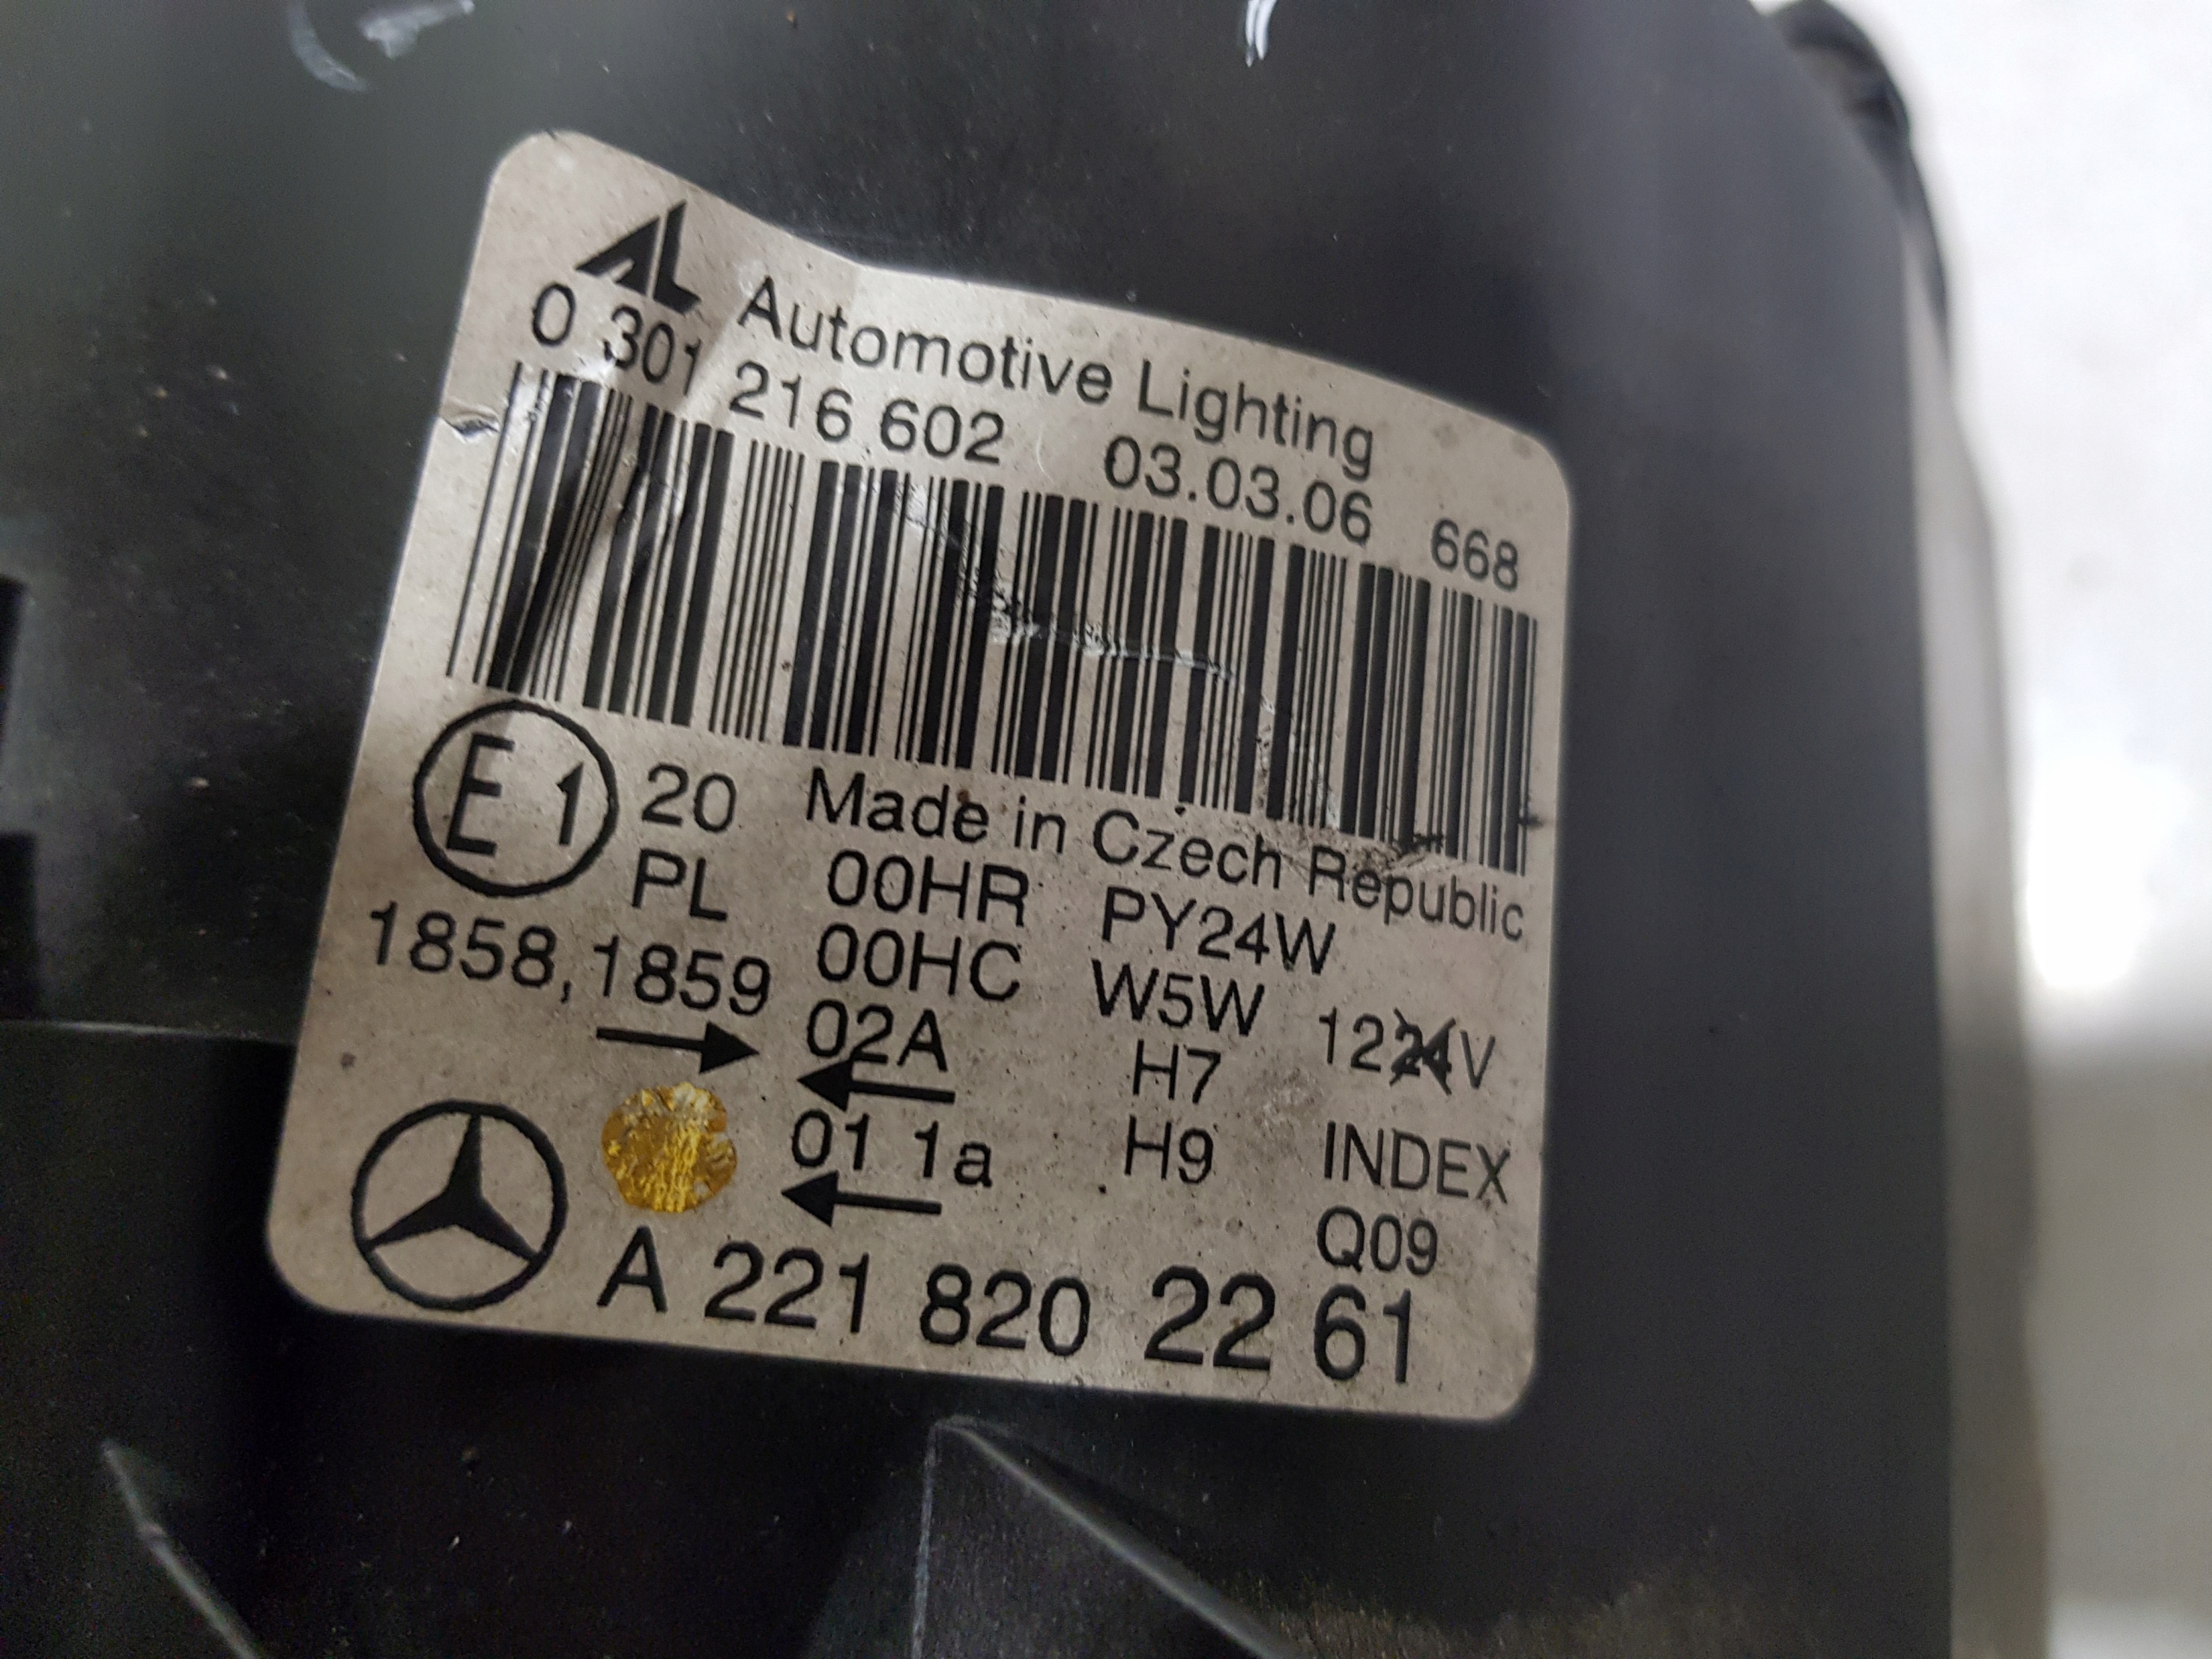 AL Automotive Lighting
0 301 216 602 03.03.06 668
E1 20 Made in Czech Republic
PL 00HR PY24W
1858,1859 00HC W5W 1224V
02A H7
01 1a H9 INDEX
Q09
A 221 820 22 61